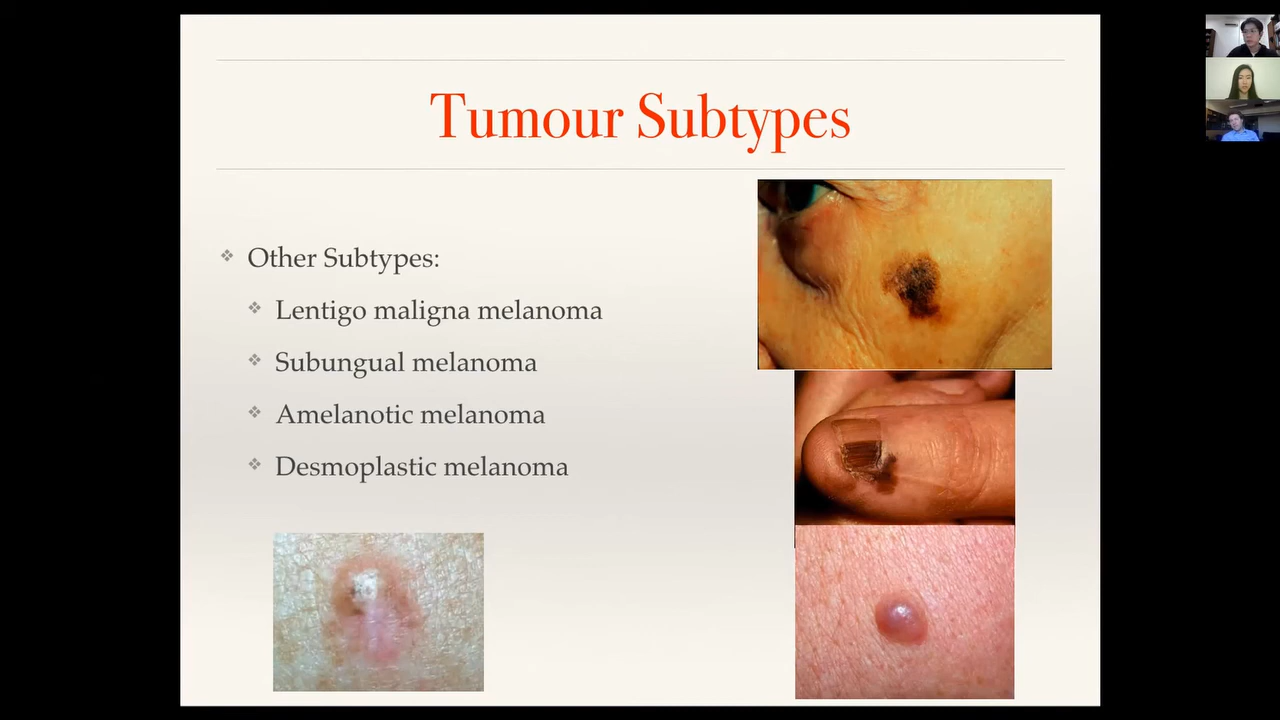 Tumour Subtypes
Other Subtypes:
Lentigo maligna melanoma
Subungual melanoma
Amelanotic melanoma
Desmoplastic melanoma